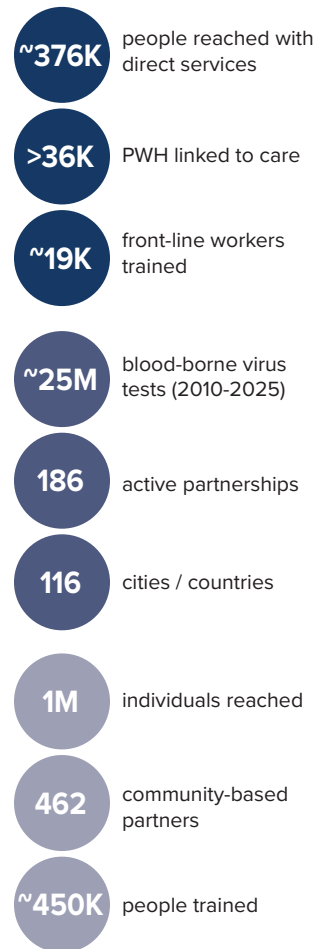 ~376K
people reached with
direct services
>36K
PWH linked to care
~19K
front-line workers
trained
~25M
blood-borne virus
tests (2010-2025)
186
active partnerships
116
cities / countries
1M
individuals reached
462
community-based
partners
~450K
people trained